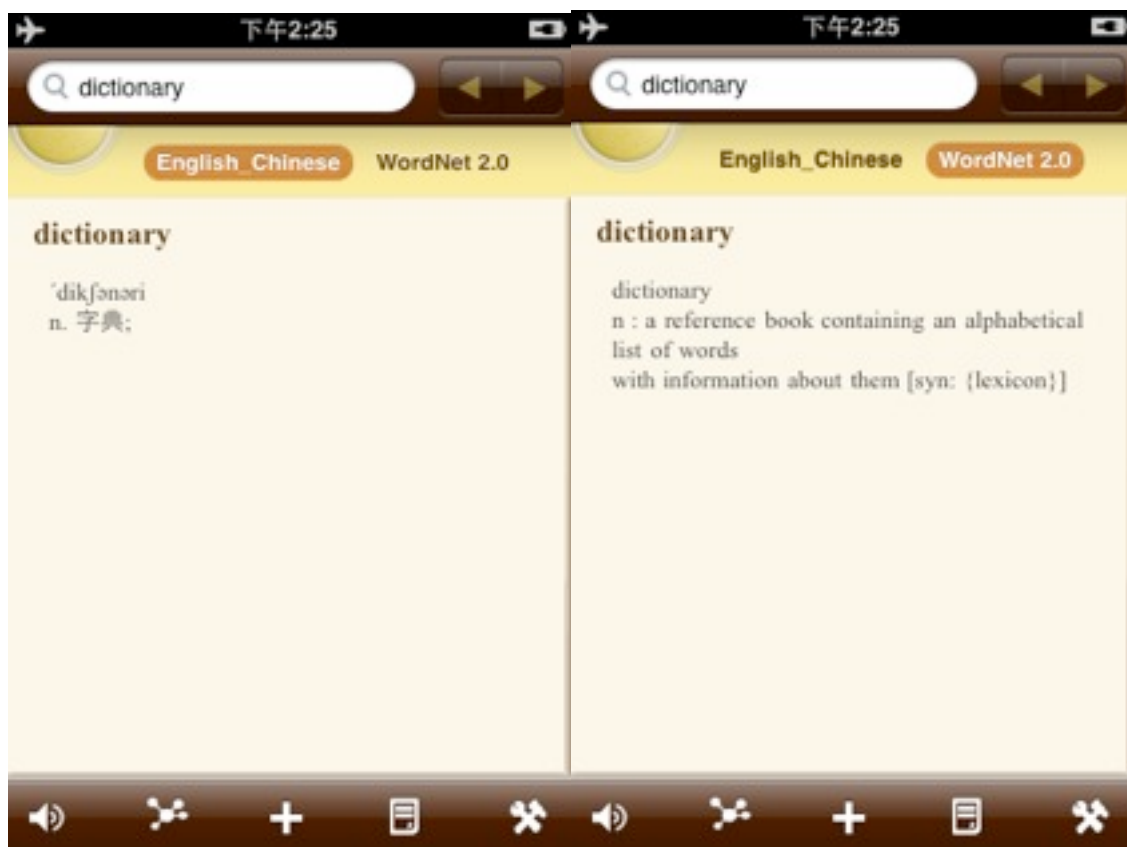 下午2:25
dictionary
English_Chinese WordNet 2.0
dictionary
ˊdikʃənəri
n. 字典;
下午2:25
dictionary
English_Chinese WordNet 2.0
dictionary
dictionary
n : a reference book containing an alphabetical
list of words
with information about them [syn: {lexicon}]